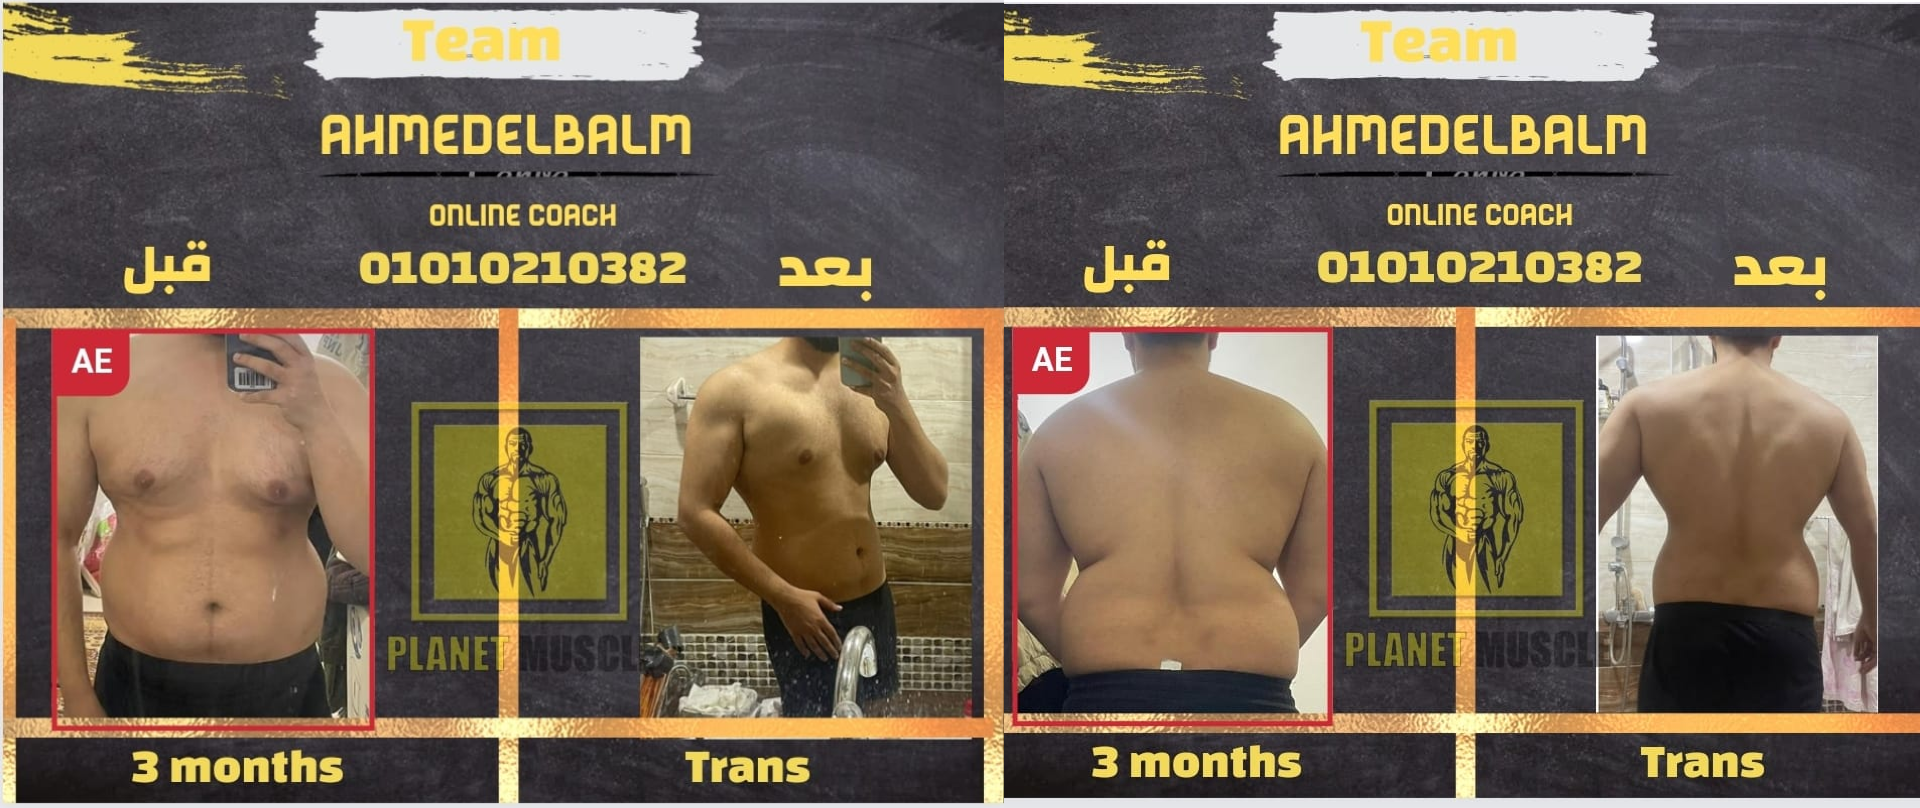 Team
AHMEDELBALM
ONLINE COACH
قبل
01010210382
بعد
AE
PLANET MUSCLE
3 months
Trans
Team
AHMEDELBALM
ONLINE COACH
قبل
01010210382
بعد
AE
PLANET MUSCLE
3 months
Trans